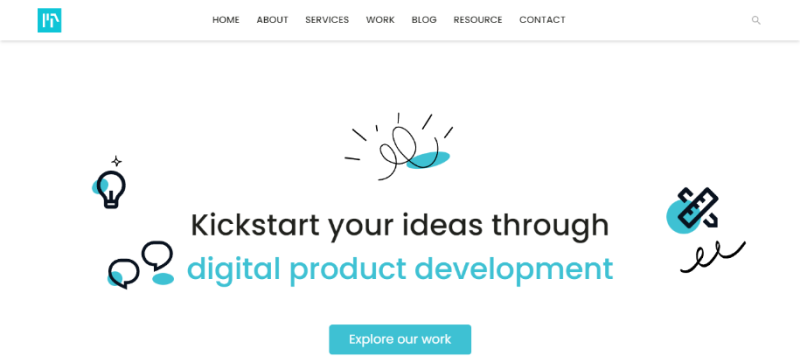 HOME ABOUT SERVICES WORK BLOG RESOURCE CONTACT
Kickstart your ideas through
digital product development
Explore our work